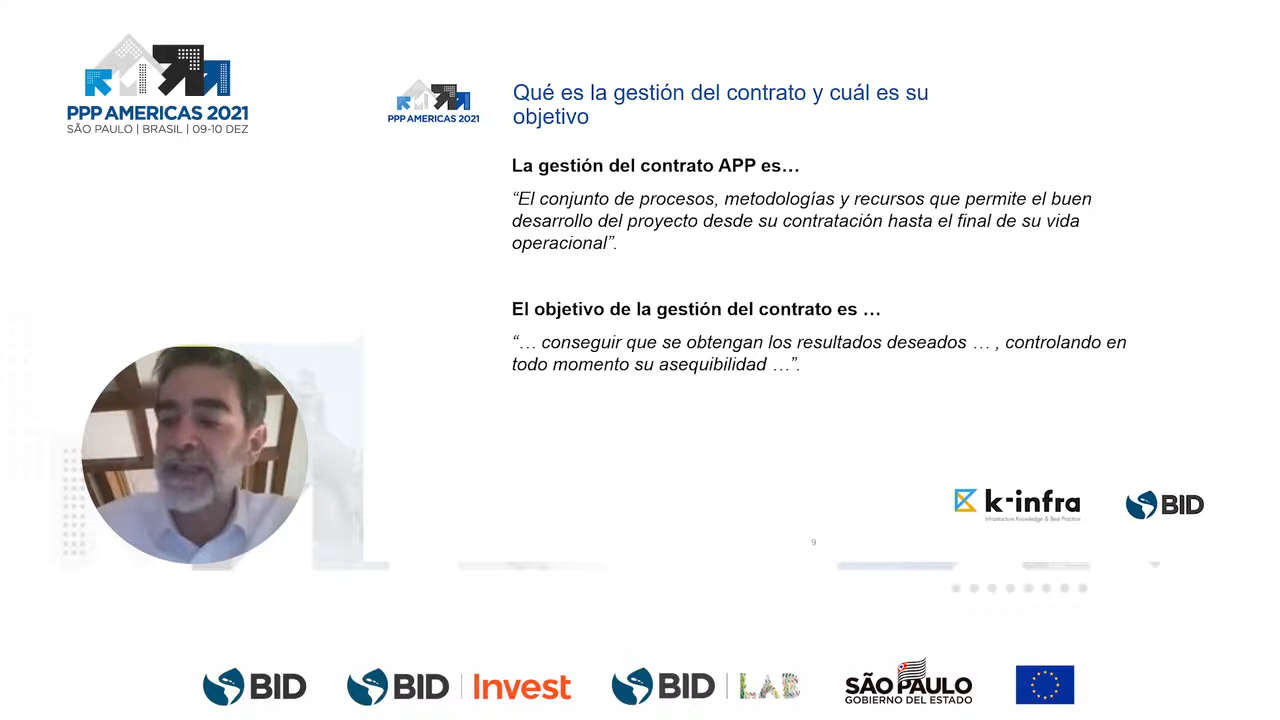 PPP AMERICAS 2021
SÃO PAULO | BRASIL | 09-10 DEZ
PPP AMERICAS 2021
Qué es la gestión del contrato y cuál es su
objetivo
La gestión del contrato APP es…
“El conjunto de procesos, metodologías y recursos que permite el buen
desarrollo del proyecto desde su contratación hasta el final de su vida
operacional”.
El objetivo de la gestión del contrato es …
“… conseguir que se obtengan los resultados deseados … , controlando en
todo momento su asequibilidad …”.
k-infra
Infrastructure Knowledge & Best Practice
BID
9
BID
BID | Invest
BID | LAB
SÃO PAULO
GOBIERNO DEL ESTADO